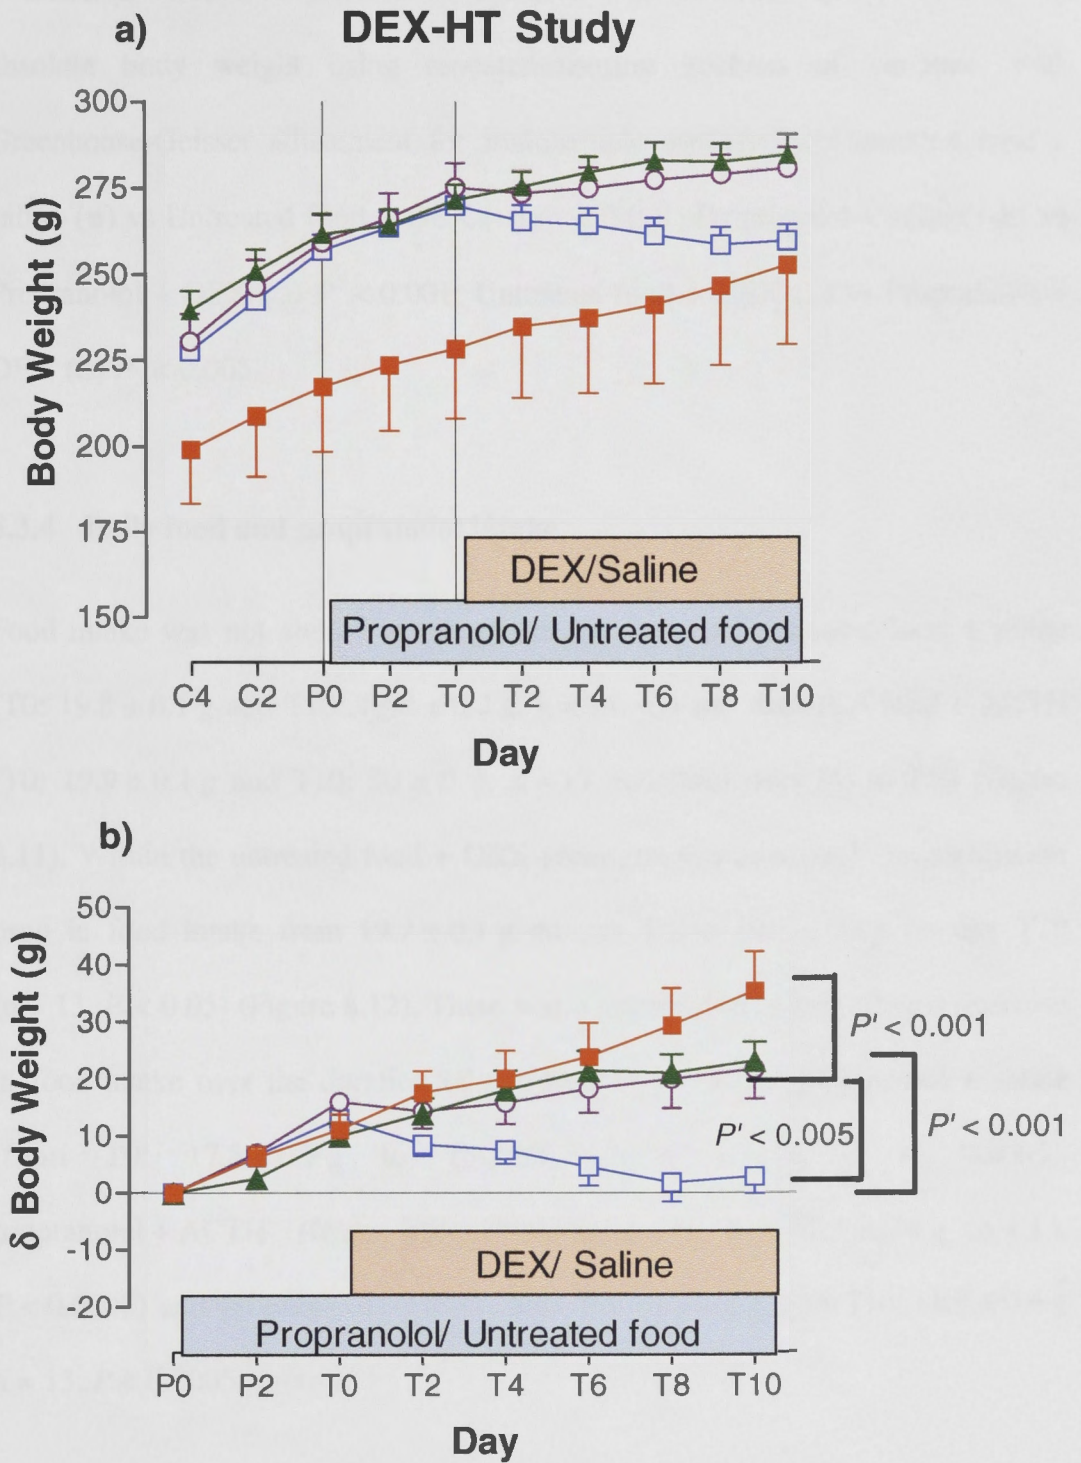 a) DEX-HT Study
Body Weight (g)
300
275
250
225
200
175
150
DEX/Saline
Propranolol/ Untreated food
C4 C2 P0 P2 T0 T2 T4 T6 T8 T10
Day
b)
δ Body Weight (g)
50
40
30
20
10
0
-10
-20
P' < 0.001
P' < 0.005
P' < 0.001
DEX/ Saline
Propranolol/ Untreated food
P0 P2 T0 T2 T4 T6 T8 T10
Day